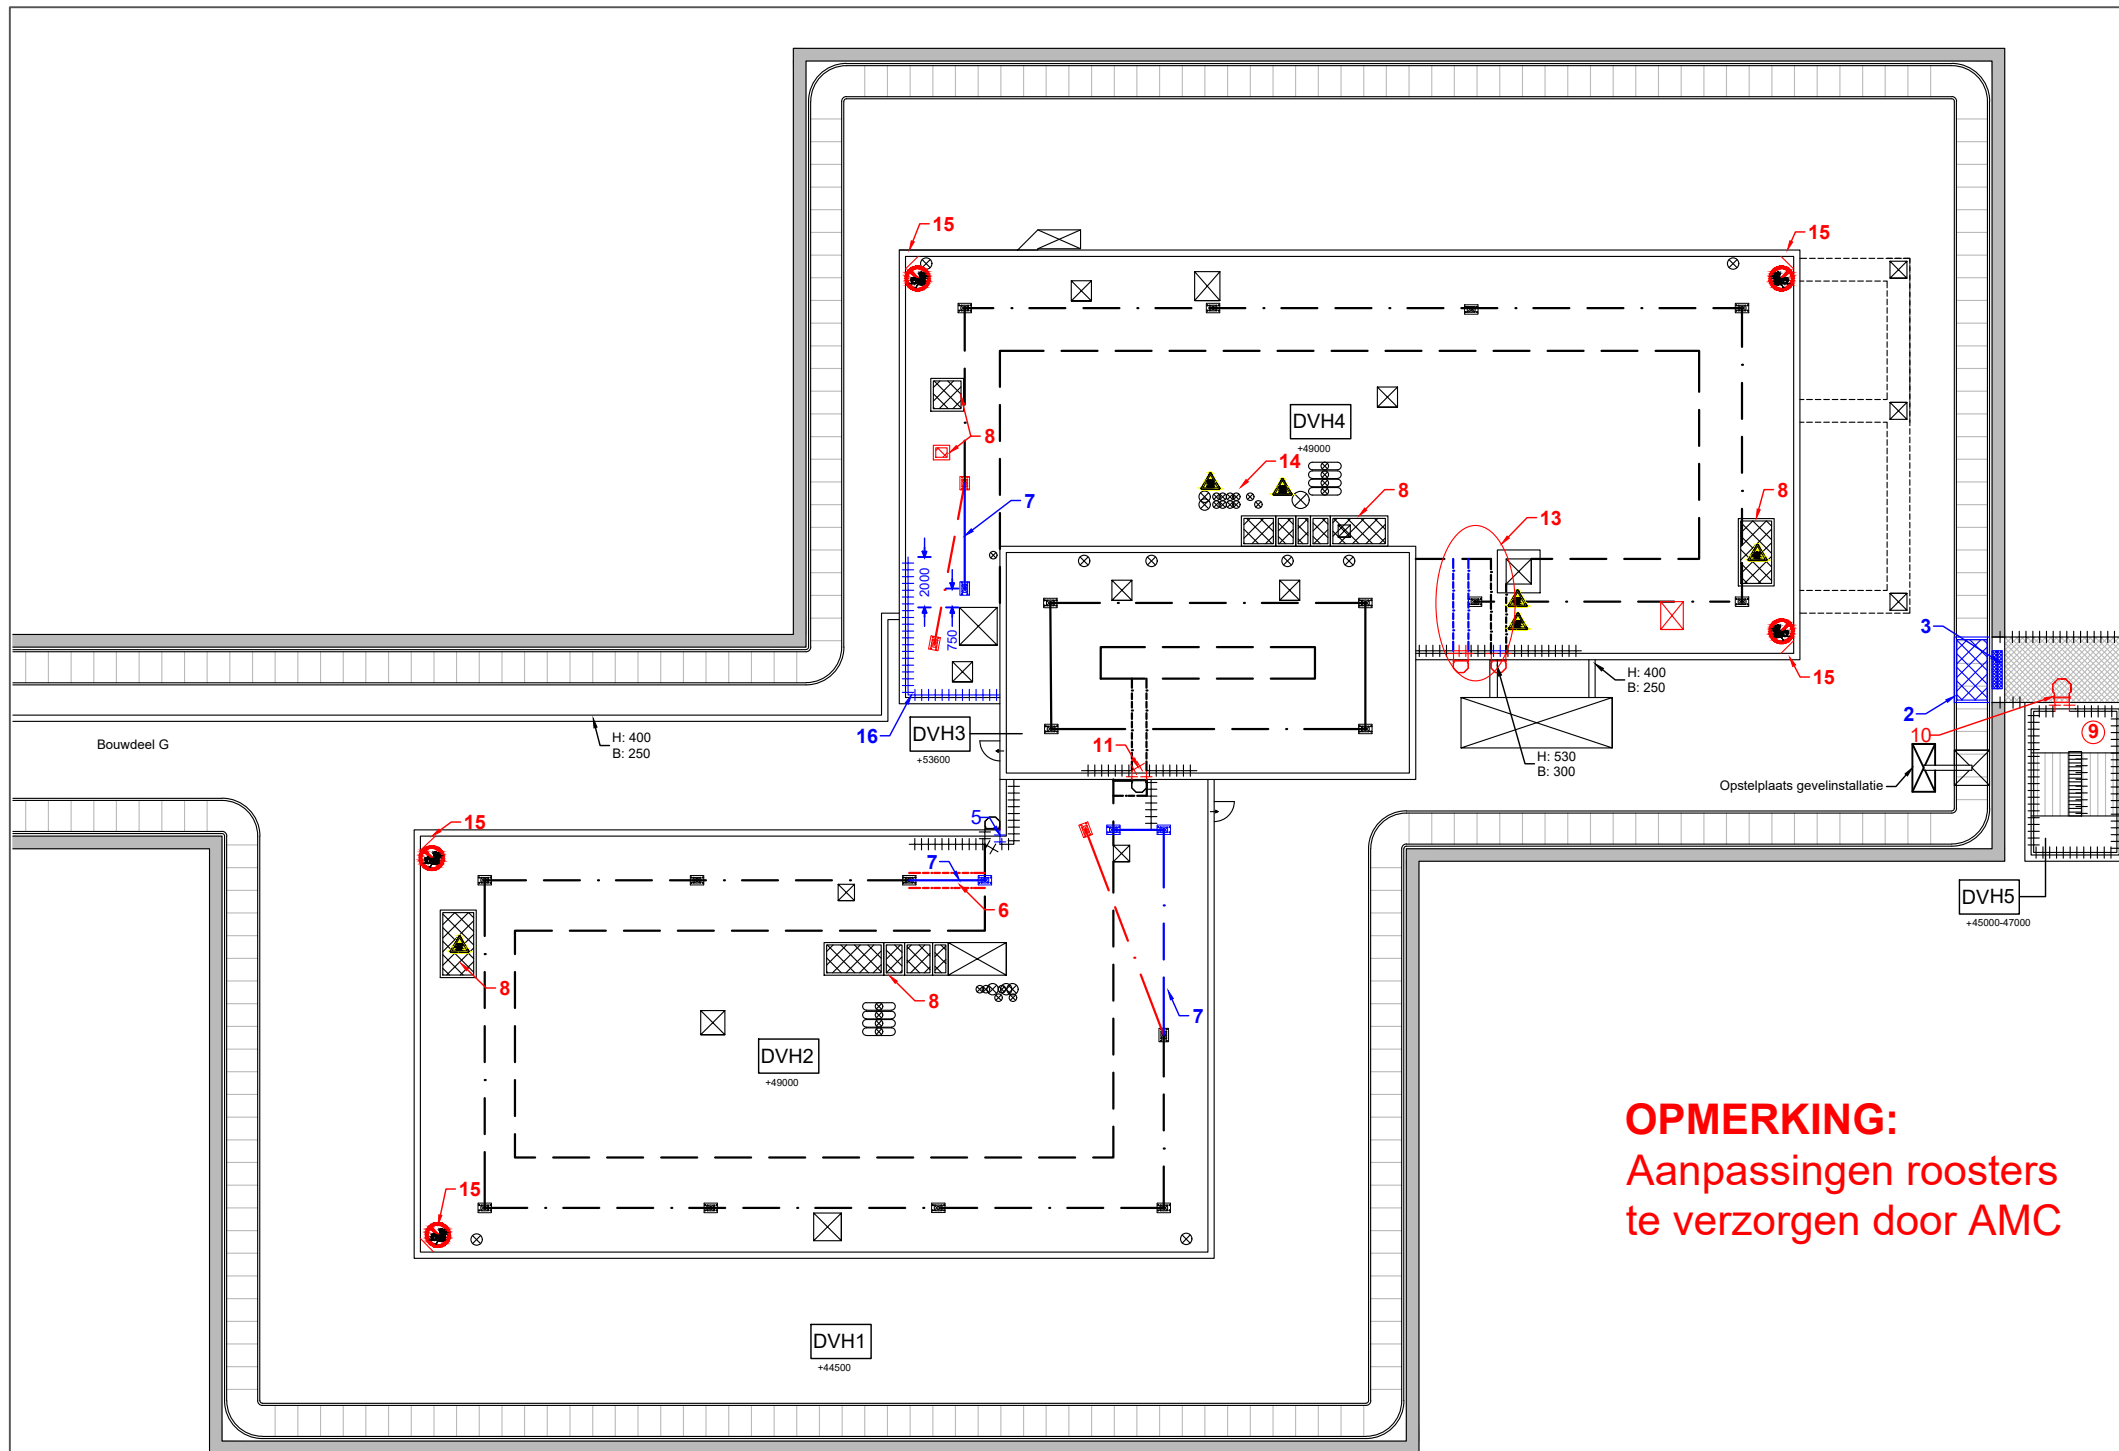 15
15
DVH4
+49000
8
14
8
8
7
13
2000
750
3
H: 400
B: 250
15
2
16
DVH3
+53600
9
10
Bouwdeel G
H: 400
B: 250
11
H: 530
B: 300
Opstelplaats gevelinstallatie
15
5
7
6
DVH5
+45000-47000
8
8
7
DVH2
+49000
OPMERKING:
Aanpassingen roosters
te verzorgen door AMC
15
DVH1
+44500